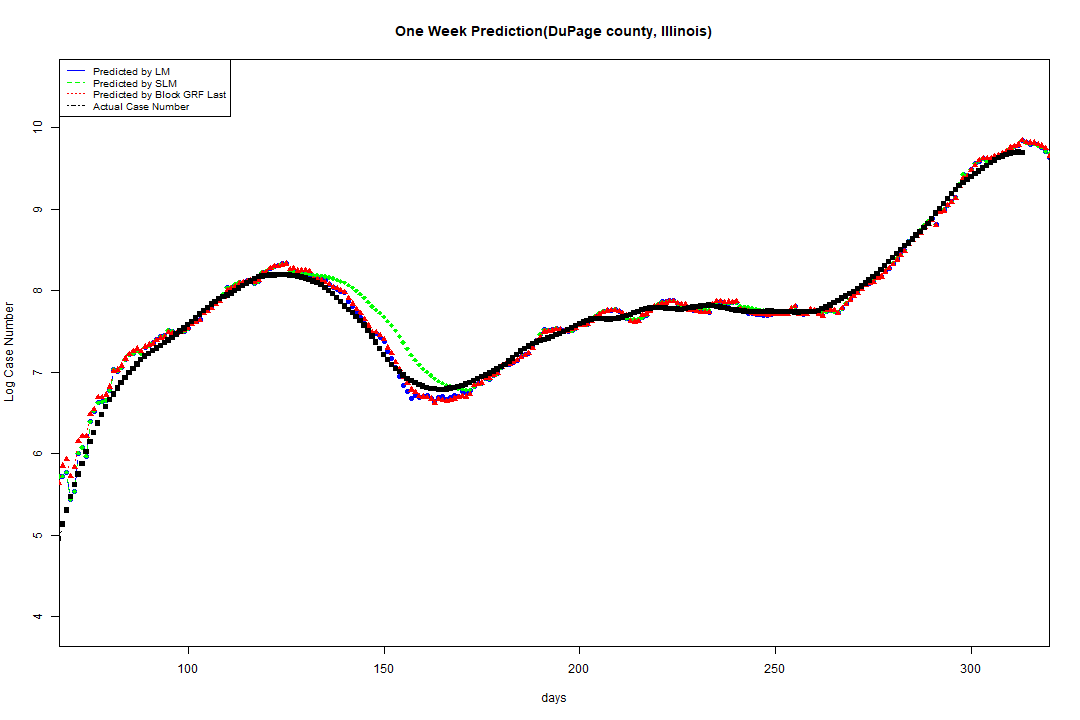 One Week Prediction(DuPage county, Illinois)
Predicted by LM
Predicted by SLM
Predicted by Block GRF Last
Actual Case Number
Log Case Number
10
9
8
7
6
5
4
100 150 200 250 300
days